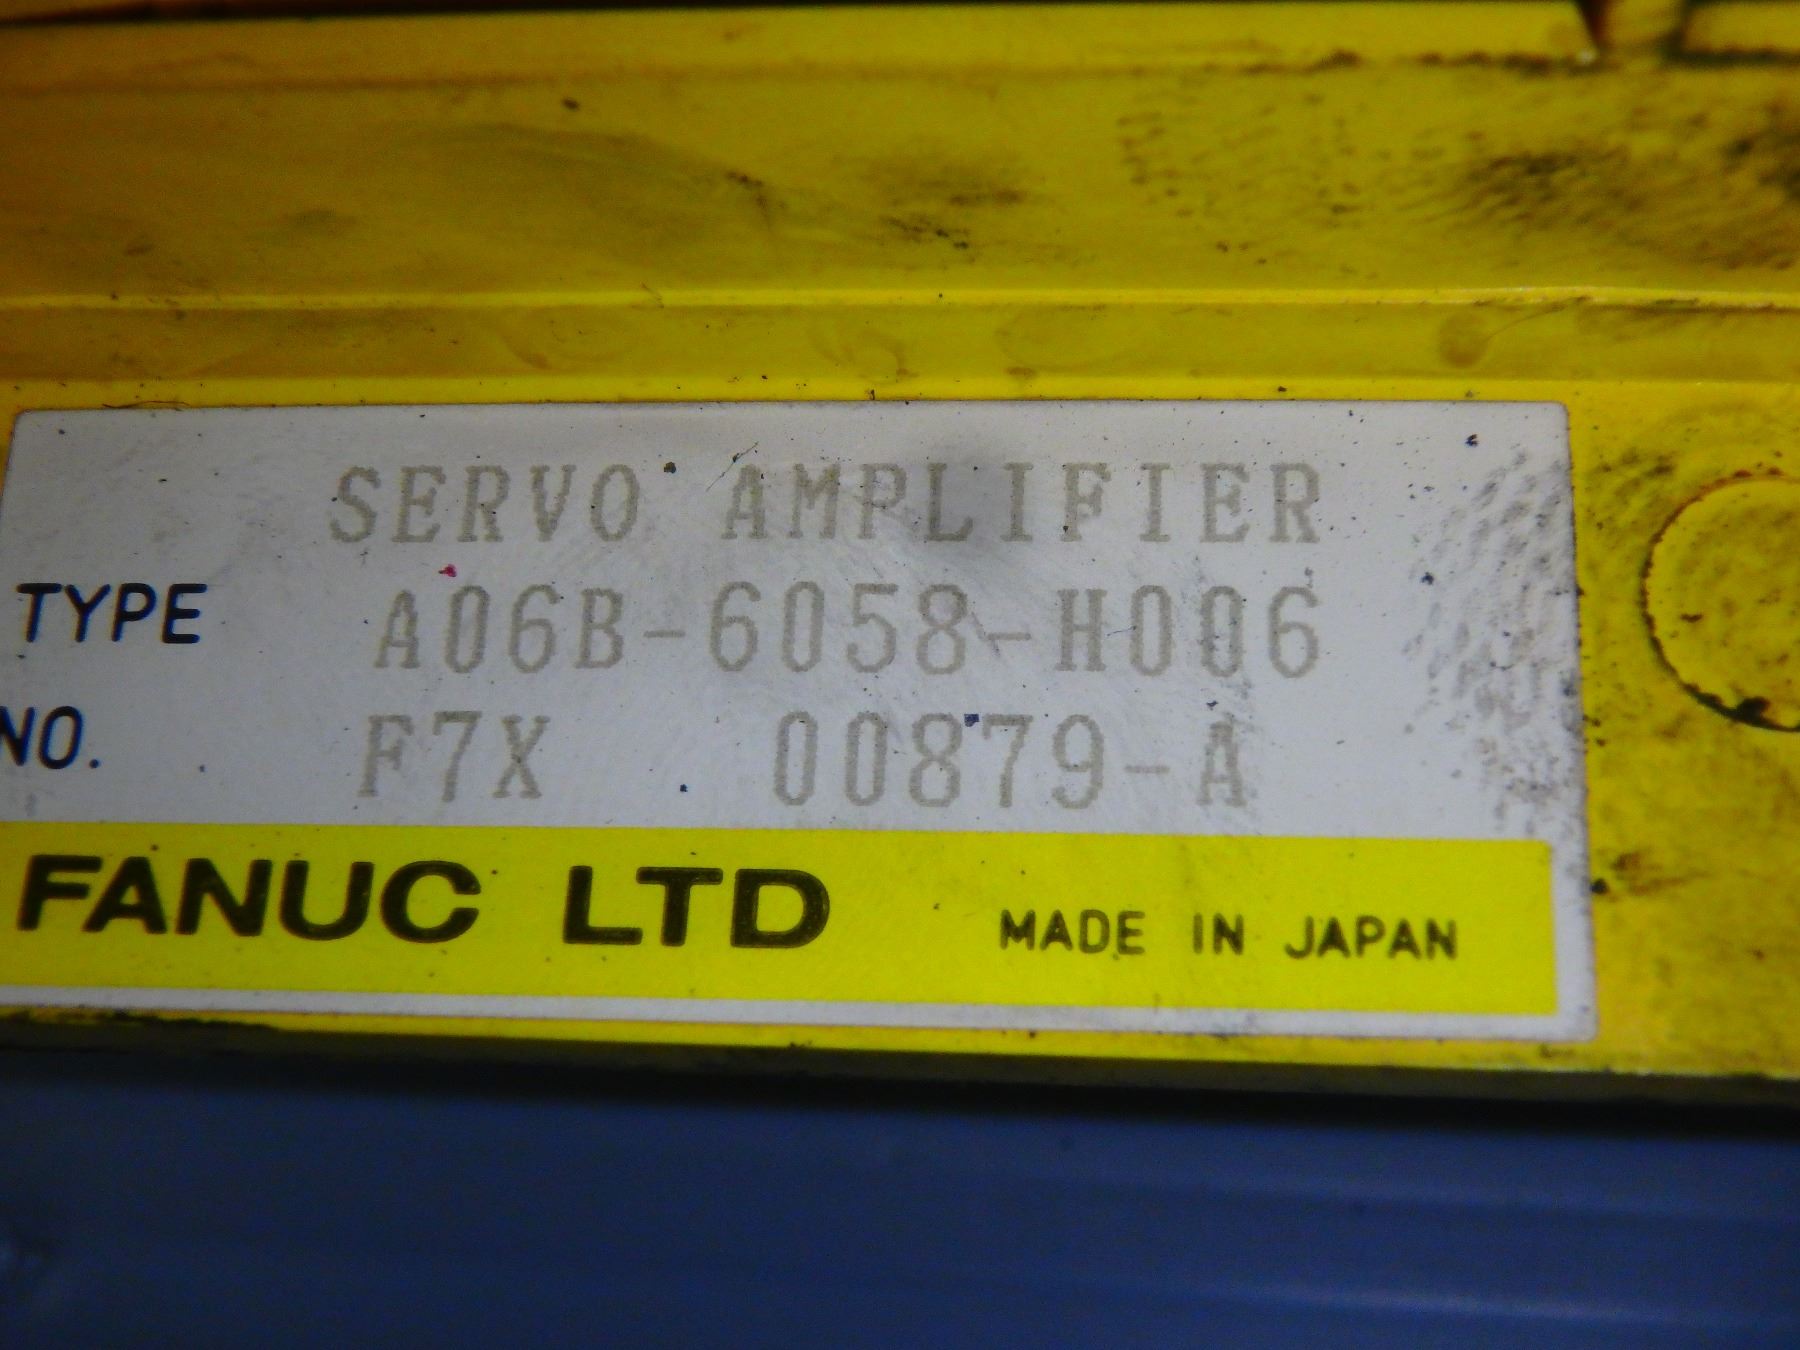 SERVO AMPLIFIER
TYPE A06B-6058-H006
NO. F7X 00879-A
FANUC LTD MADE IN JAPAN